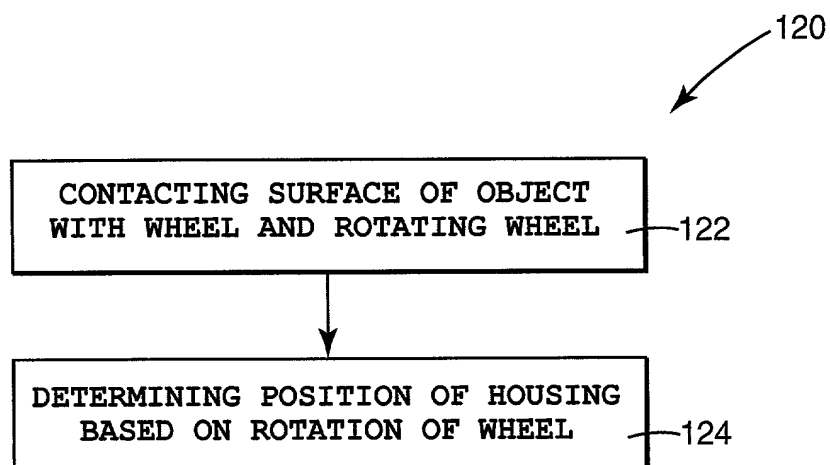 120
CONTACTING SURFACE OF OBJECT
WITH WHEEL AND ROTATING WHEEL
122
DETERMINING POSITION OF HOUSING
BASED ON ROTATION OF WHEEL
124